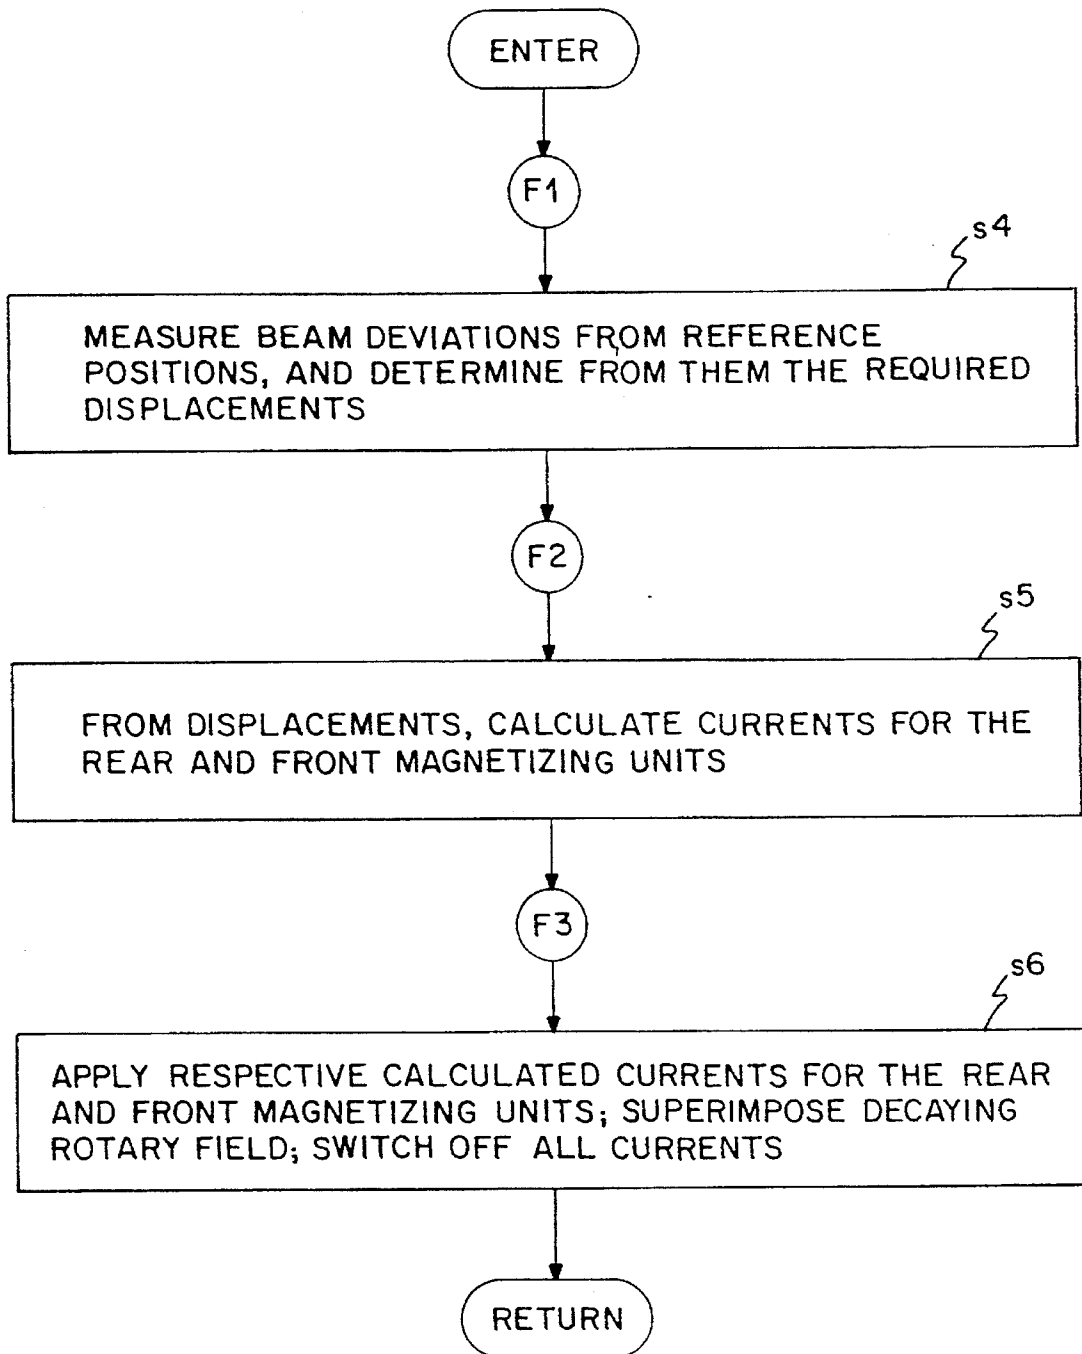 ENTER
F1
s4
MEASURE BEAM DEVIATIONS FROM REFERENCE
POSITIONS, AND DETERMINE FROM THEM THE REQUIRED
DISPLACEMENTS
F2
s5
FROM DISPLACEMENTS, CALCULATE CURRENTS FOR THE
REAR AND FRONT MAGNETIZING UNITS
F3
s6
APPLY RESPECTIVE CALCULATED CURRENTS FOR THE REAR
AND FRONT MAGNETIZING UNITS; SUPERIMPOSE DECAYING
ROTARY FIELD; SWITCH OFF ALL CURRENTS
RETURN